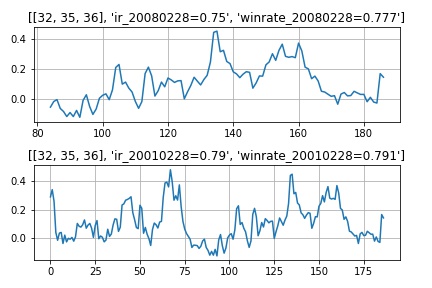 [[32, 35, 36], 'ir_20080228=0.75', 'winrate_20080228=0.777']
0.4
0.2
0.0
80 100 120 140 160 180
[[32, 35, 36], 'ir_20010228=0.79', 'winrate_20010228=0.791']
0.4
0.2
0.0
0 25 50 75 100 125 150 175